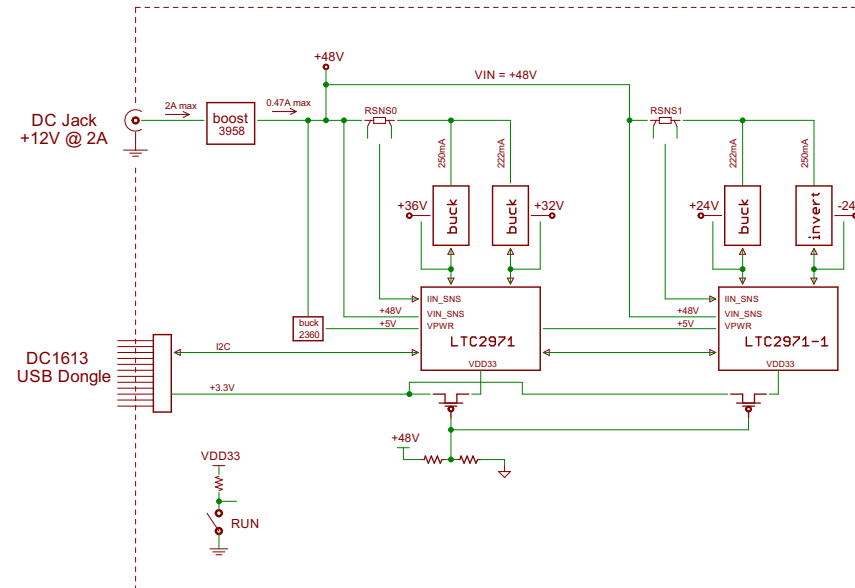 +48V
VIN = +48V
DC Jack
+12V @ 2A
2A max
boost
3958
0.47A max
RSNS0
RSNS1
250mA
222mA
222mA
250mA
+36V
buck
buck
+32V
+24V
buck
invert
-24
IIN_SNS
+48V
VIN_SNS
+5V
VPWR
LTC2971
VDD33
IIN_SNS
+48V
VIN_SNS
+5V
VPWR
LTC2971-1
VDD33
buck
2360
DC1613
USB Dongle
I2C
+3.3V
+48V
VDD33
RUN